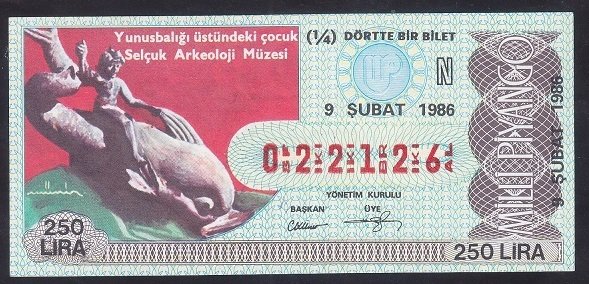 Yunusbalığı üstündeki çocuk
Selçuk Arkeoloji Müzesi
(¼) DÖRTTE BİR BİLET
MP
N
9 ŞUBAT 1986
0 2 2 1 2 6
YÖNETİM KURULU
BAŞKAN ÜYE
250
LİRA
250 LİRA
MİLLİ PİYANGO
9 ŞUBAT 1986